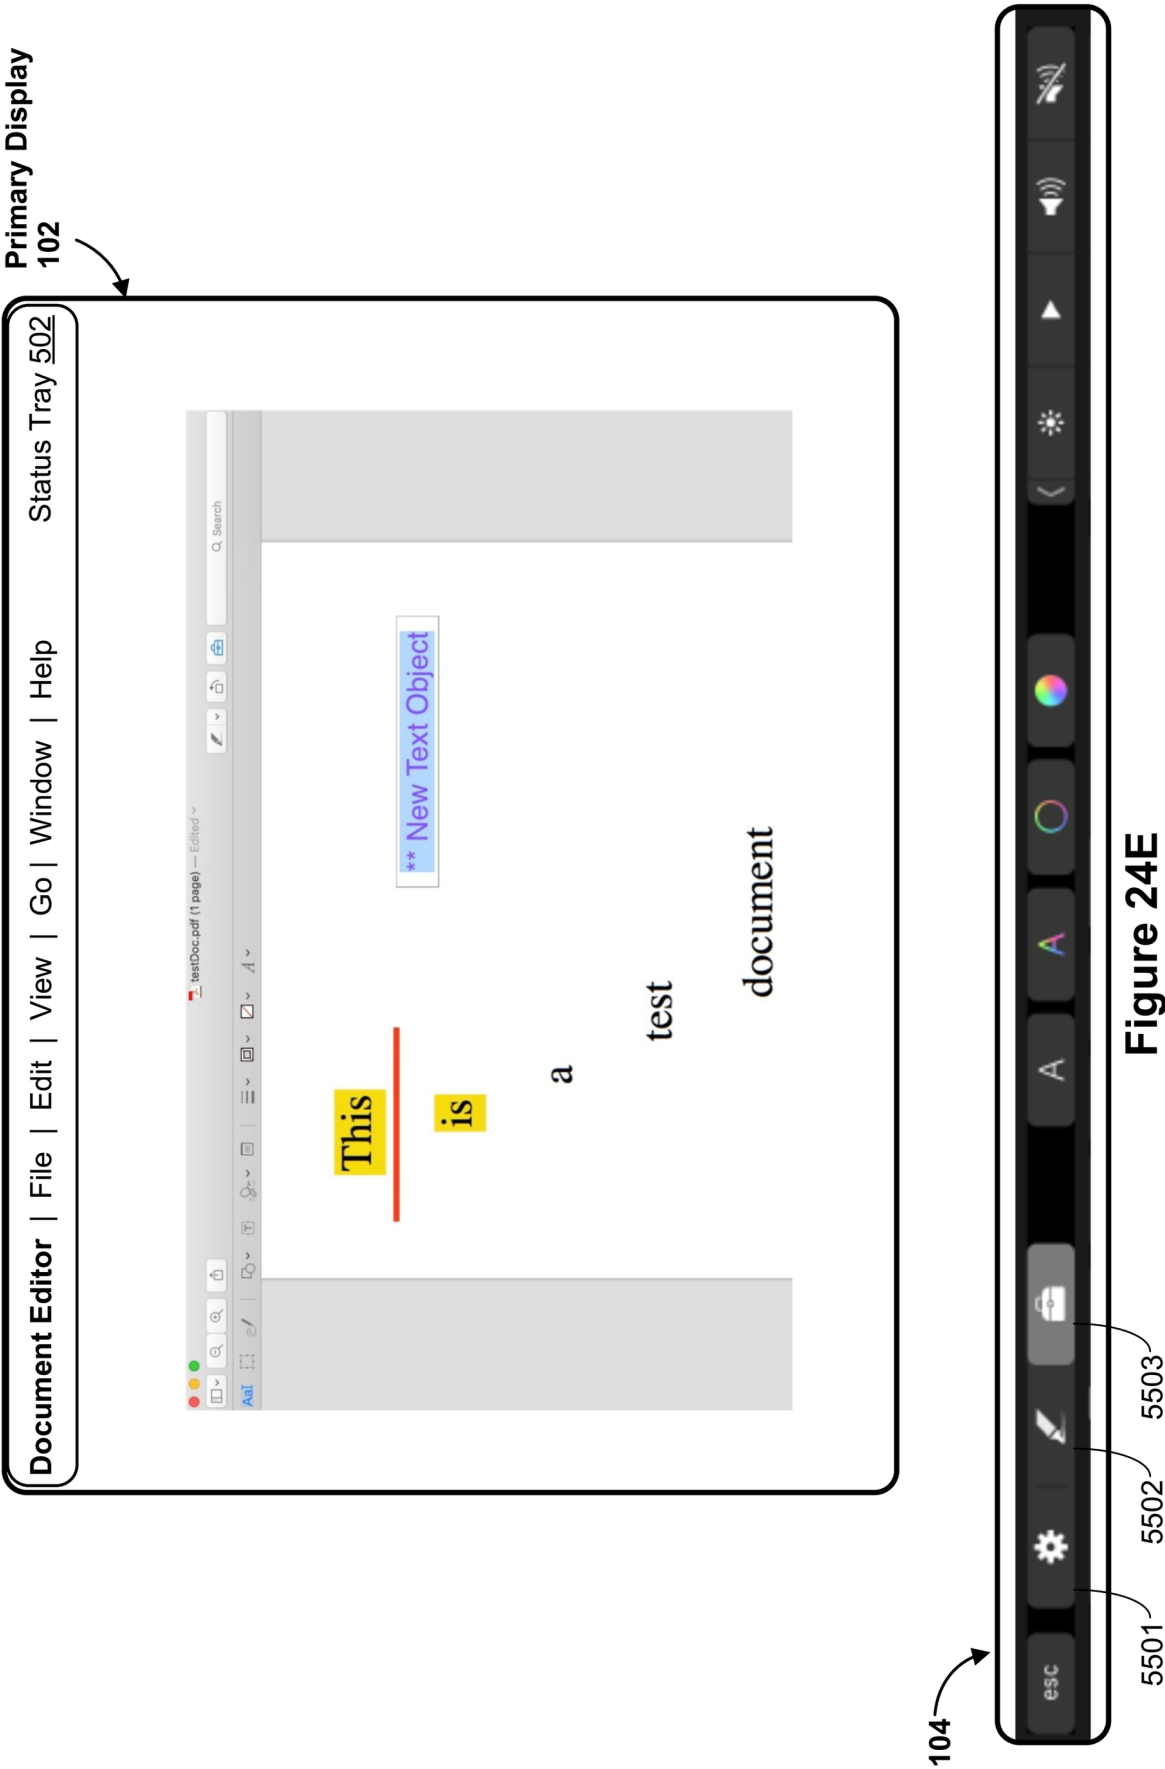 Primary Display
102
Document Editor | File | Edit | View | Go | Window | Help Status Tray 502
testDoc.pdf (1 page) — Edited
Search
AaI T A
This
** New Text Object
is
a
test
document
104
esc A A
5501 5502 5503
Figure 24E